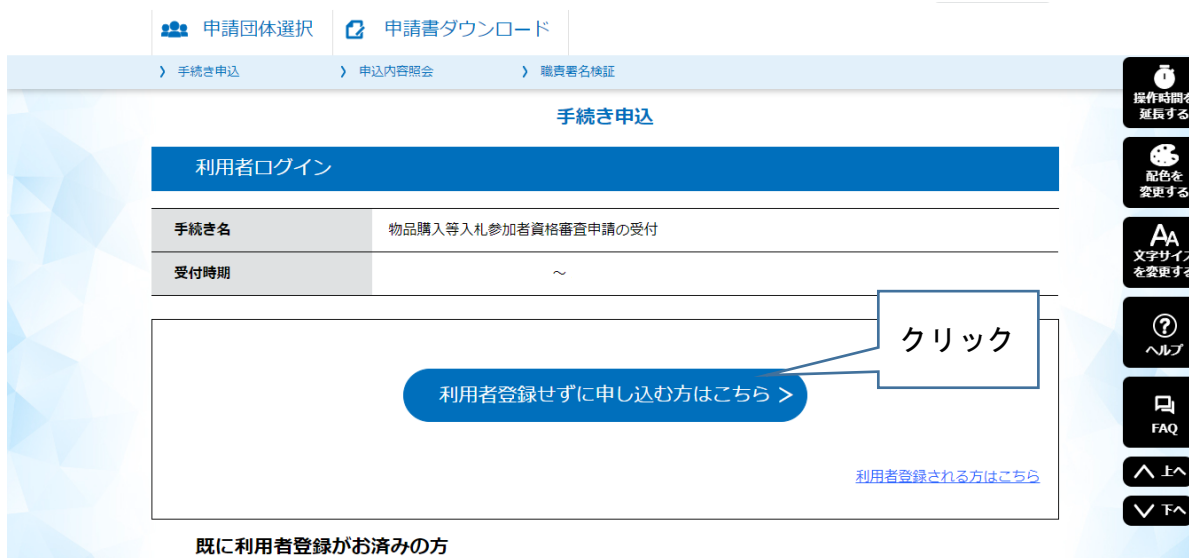 申請団体選択
申請書ダウンロード
手続き申込
申込内容照会
職責署名検証
手続き申込
利用者ログイン
手続き名
物品購入等入札参加者資格審査申請の受付
受付時期
～
クリック
利用者登録せずに申し込む方はこちら
利用者登録される方はこちら
既に利用者登録がお済みの方
操作時間を
延長する
配色を
変更する
AA
文字サイズ
を変更する
?
ヘルプ
FAQ
上へ
下へ